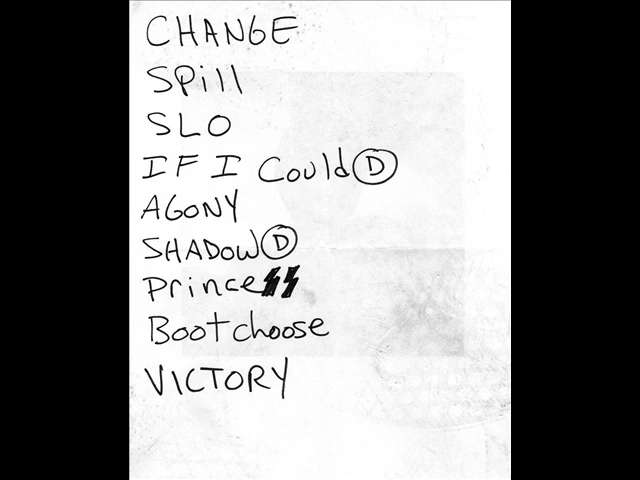 CHANGE
Spill
SLO
IF I Could Ⓓ
AGONY
SHADOW Ⓓ
Princess
Bootchoose
VICTORY